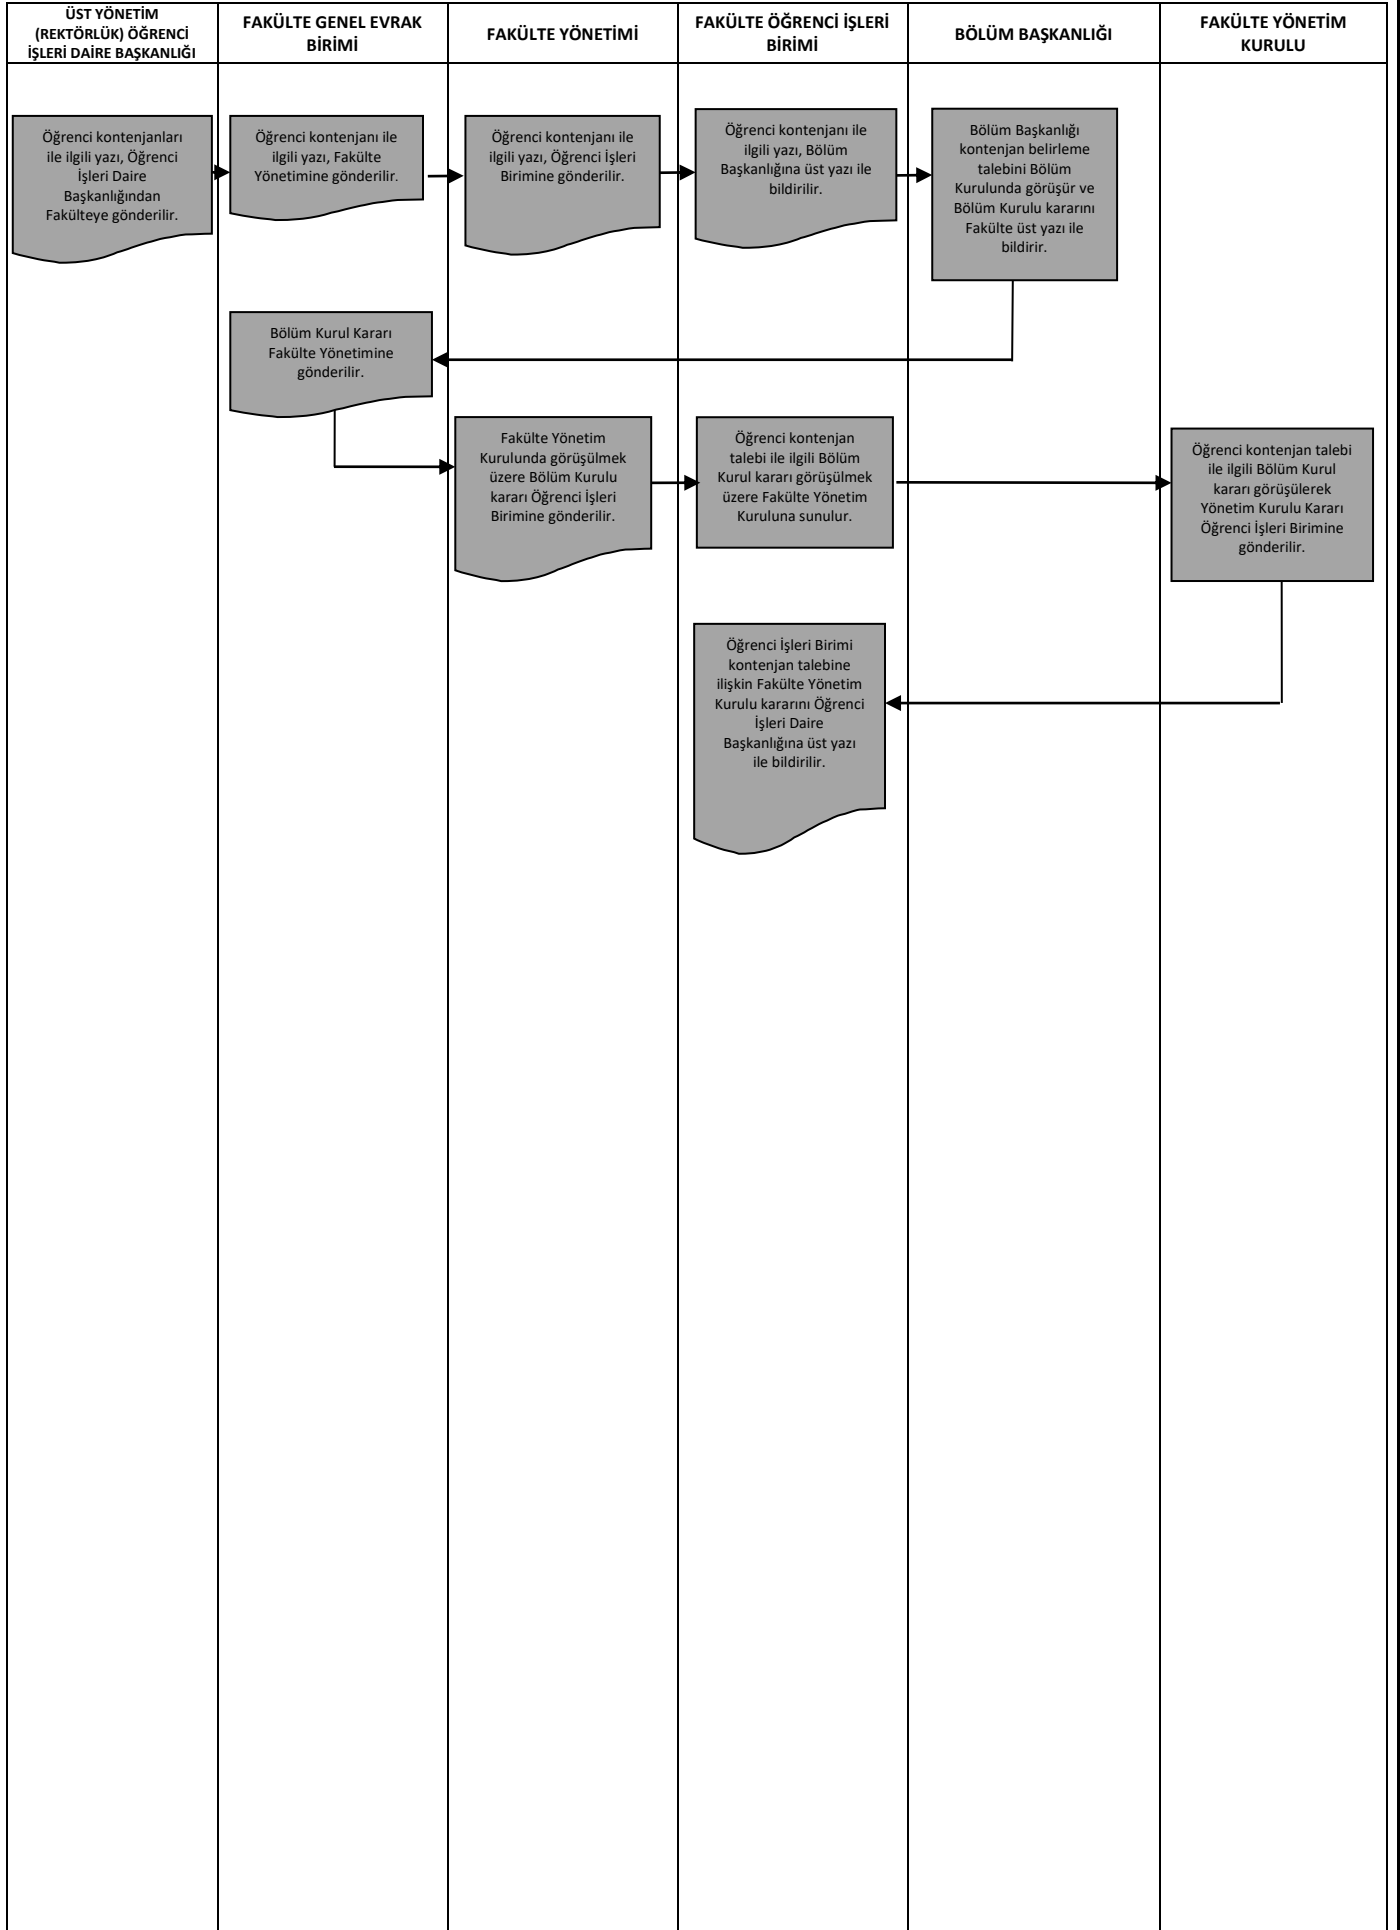 ÜST YÖNETİM
(REKTÖRLÜK) ÖĞRENCİ
İŞLERİ DAİRE BAŞKANLIĞI
FAKÜLTE GENEL EVRAK
BİRİMİ
FAKÜLTE YÖNETİMİ
FAKÜLTE ÖĞRENCİ İŞLERİ
BİRİMİ
BÖLÜM BAŞKANLIĞI
FAKÜLTE YÖNETİM
KURULU
Öğrenci kontenjanları
ile ilgili yazı, Öğrenci
İşleri Daire
Başkanlığından
Fakülteye gönderilir.
Öğrenci kontenjanı ile
ilgili yazı, Fakülte
Yönetimine gönderilir.
Öğrenci kontenjanı ile
ilgili yazı, Öğrenci İşleri
Birimine gönderilir.
Öğrenci kontenjanı ile
ilgili yazı, Bölüm
Başkanlığına üst yazı ile
bildirilir.
Bölüm Başkanlığı
kontenjan belirleme
talebini Bölüm
Kurulunda görüşür ve
Bölüm Kurulu kararını
Fakülte üst yazı ile
bildirir.
Bölüm Kurul Kararı
Fakülte Yönetimine
gönderilir.
Fakülte Yönetim
Kurulunda görüşülmek
üzere Bölüm Kurulu
kararı Öğrenci İşleri
Birimine gönderilir.
Öğrenci kontenjan
talebi ile ilgili Bölüm
Kurul kararı görüşülmek
üzere Fakülte Yönetim
Kuruluna sunulur.
Öğrenci kontenjan talebi
ile ilgili Bölüm Kurul
kararı görüşülerek
Yönetim Kurulu Kararı
Öğrenci İşleri Birimine
gönderilir.
Öğrenci İşleri Birimi
kontenjan talebine
ilişkin Fakülte Yönetim
Kurulu kararını Öğrenci
İşleri Daire
Başkanlığına üst yazı
ile bildirilir.